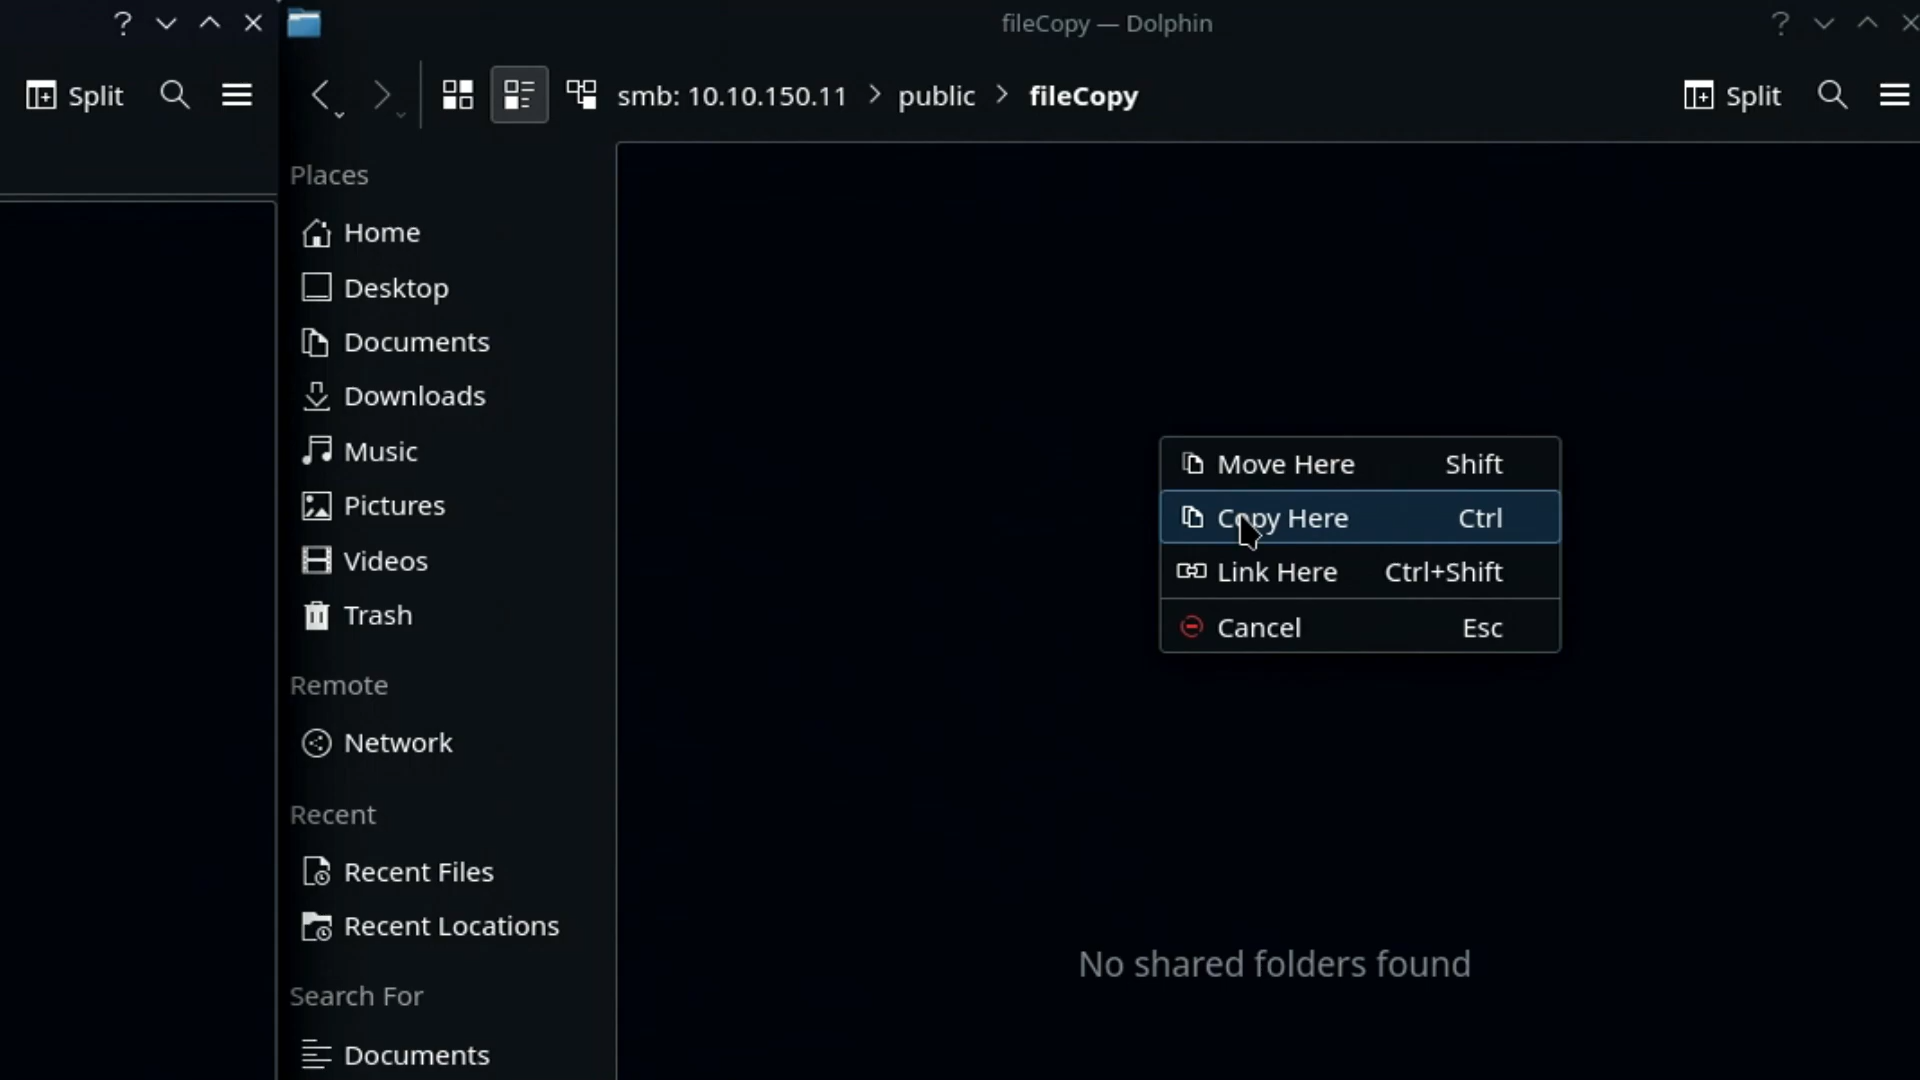 Split
fileCopy — Dolphin
smb: 10.10.150.11 > public > fileCopy
Split
Places
Home
Desktop
Documents
Downloads
Music
Pictures
Videos
Trash
Remote
Network
Recent
Recent Files
Recent Locations
Search For
Documents
Move Here Shift
Copy Here Ctrl
Link Here Ctrl+Shift
Cancel Esc
No shared folders found